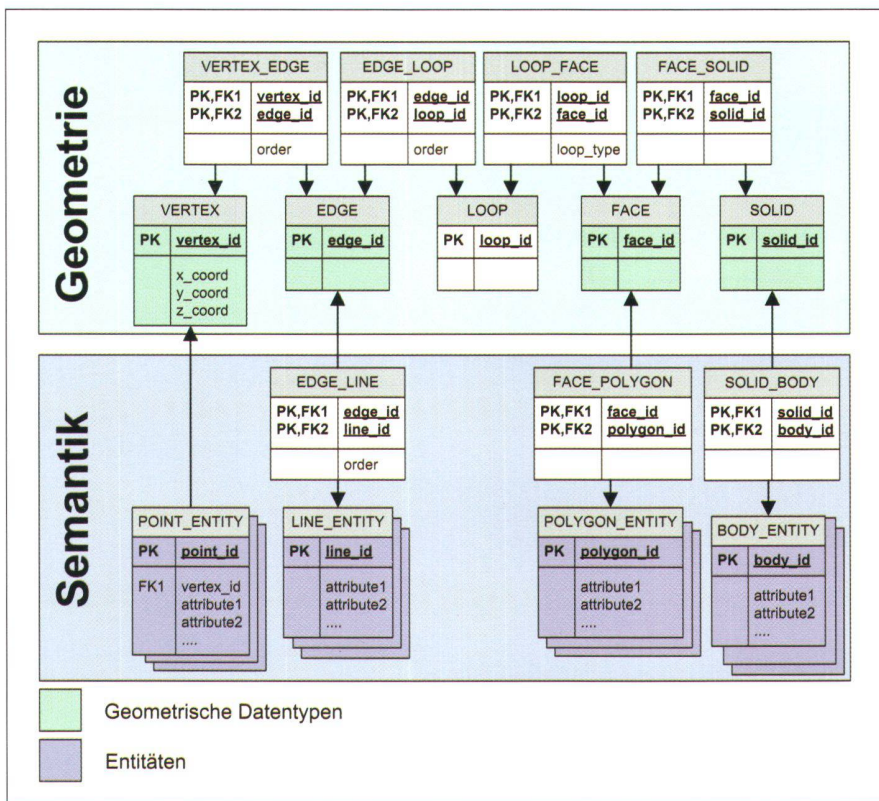 Geometrie
VERTEX_EDGE
PK,FK1 vertex_id
PK,FK2 edge_id
order
EDGE_LOOP
PK,FK1 edge_id
PK,FK2 loop_id
order
LOOP_FACE
PK,FK1 loop_id
PK,FK2 face_id
loop_type
FACE_SOLID
PK,FK1 face_id
PK,FK2 solid_id
VERTEX
PK vertex_id
x_coord
y_coord
z_coord
EDGE
PK edge_id
LOOP
PK loop_id
FACE
PK face_id
SOLID
PK solid_id
Semantik
EDGE_LINE
PK,FK1 edge_id
PK,FK2 line_id
order
FACE_POLYGON
PK,FK1 face_id
PK,FK2 polygon_id
SOLID_BODY
PK,FK1 solid_id
PK,FK2 body_id
POINT_ENTITY
PK point_id
FK1 vertex_id
attribute1
attribute2
....
LINE_ENTITY
PK line_id
attribute1
attribute2
....
POLYGON_ENTITY
PK polygon_id
attribute1
attribute2
....
BODY_ENTITY
PK body_id
attribute1
attribute2
....
Geometrische Datentypen
Entitäten